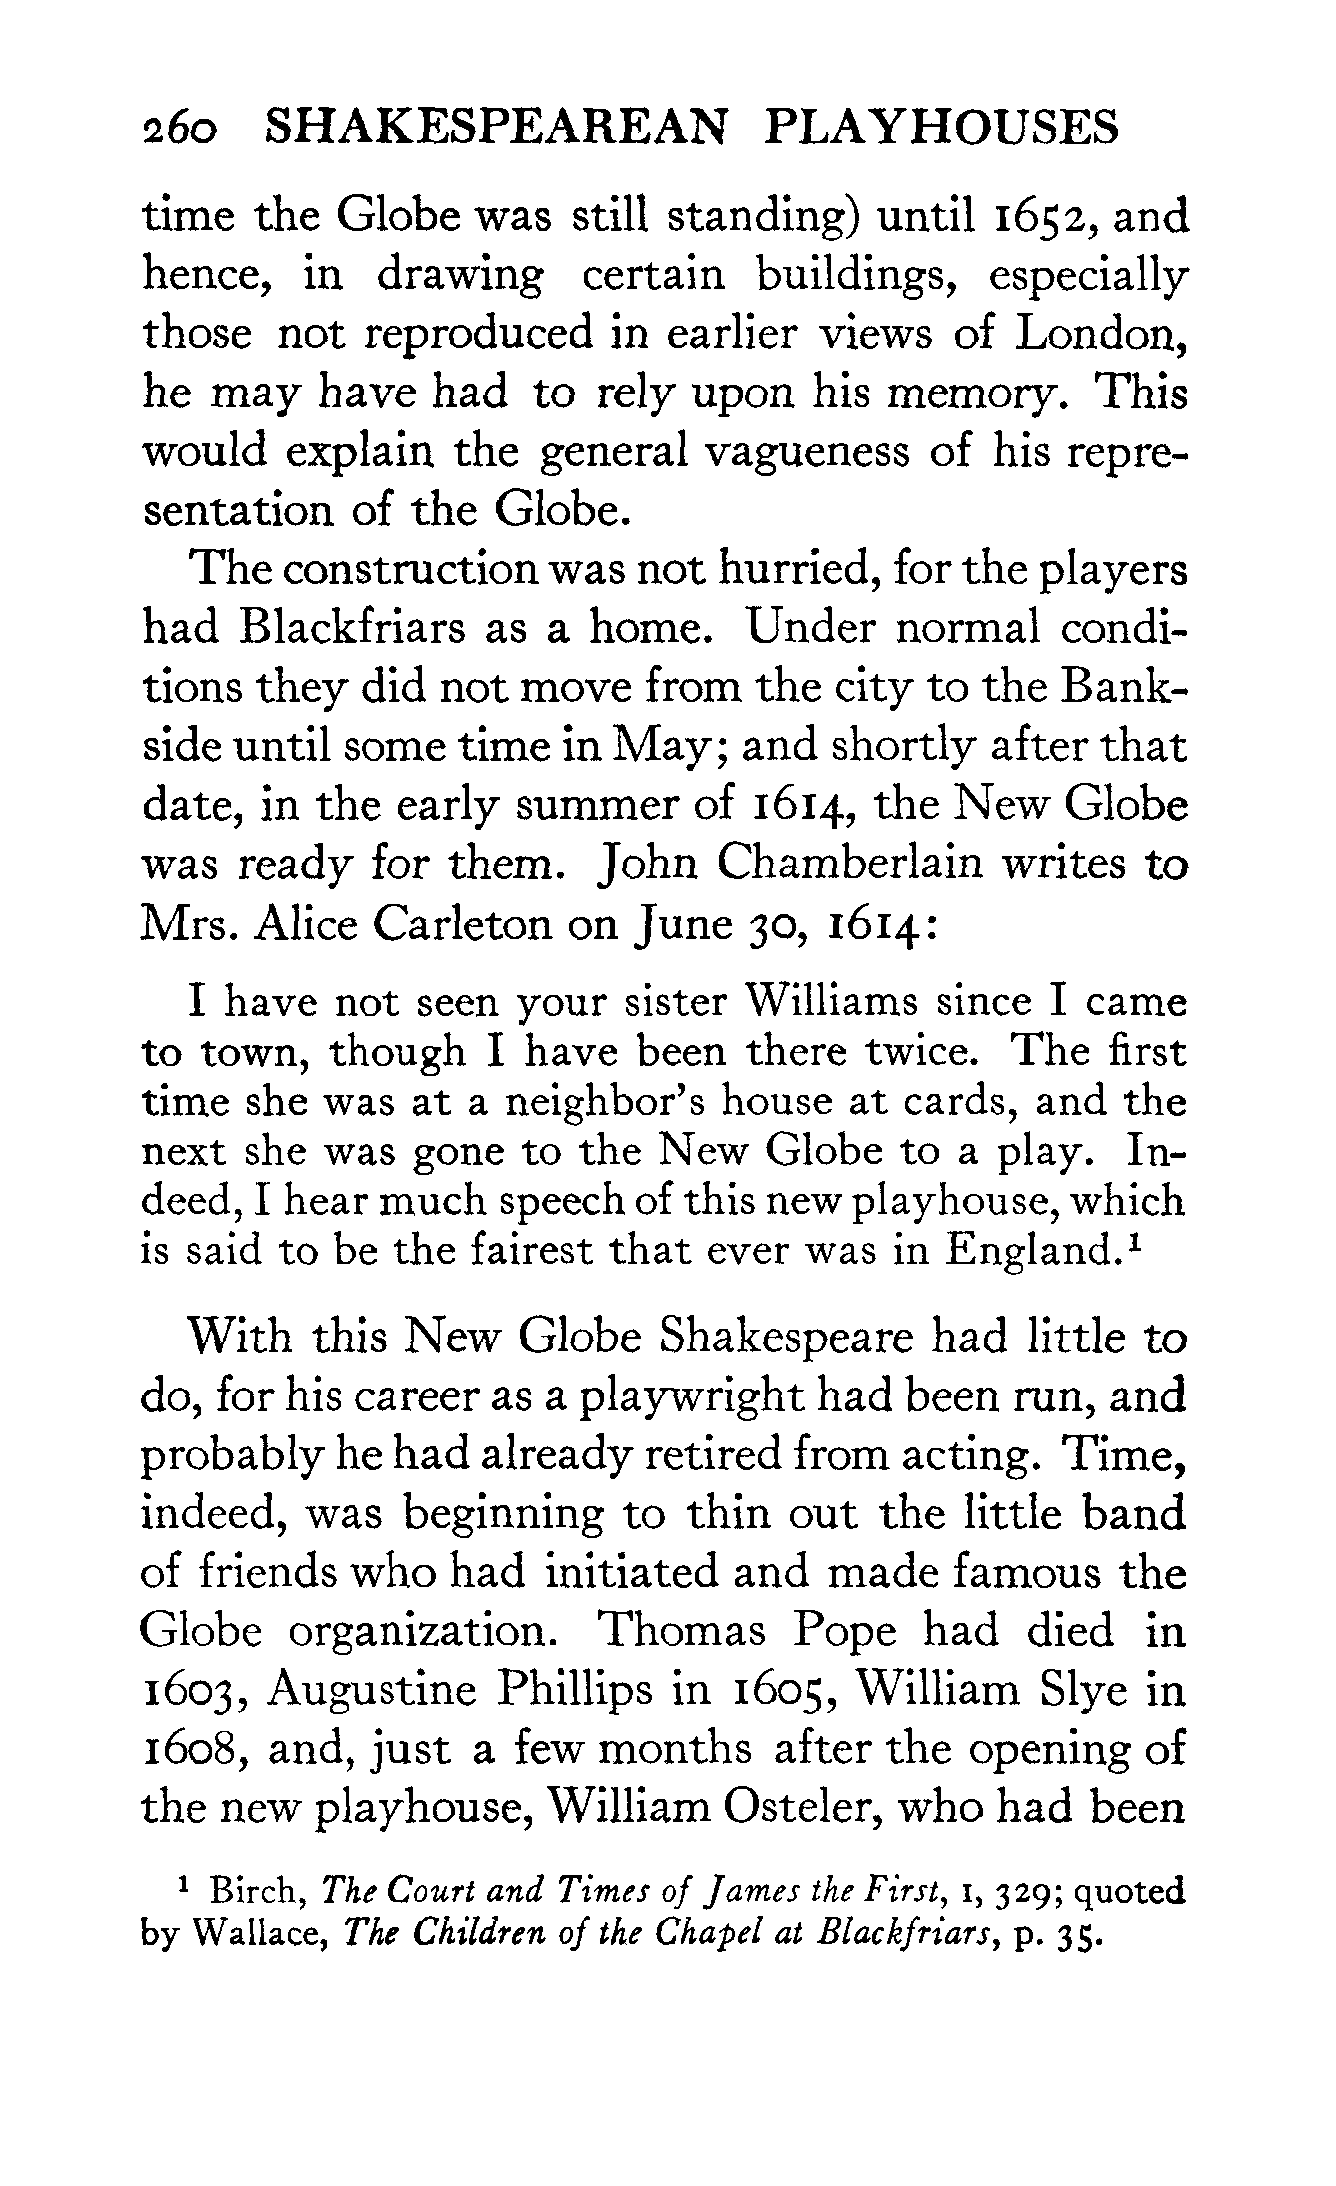 260 SHAKESPEAREAN PLAYHOUSES
time the Globe was still standing) until 1652, and
hence, in drawing certain buildings, especially
those not reproduced in earlier views of London,
he may have had to rely upon his memory. This
would explain the general vagueness of his repre-
sentation of the Globe.
The construction was not hurried, for the players
had Blackfriars as a home. Under normal condi-
tions they did not move from the city to the Bank-
side until some time in May; and shortly after that
date, in the early summer of 1614, the New Globe
was ready for them. John Chamberlain writes to
Mrs. Alice Carleton on June 30, 1614:
I have not seen your sister Williams since I came
to town, though I have been there twice. The first
time she was at a neighbor's house at cards, and the
next she was gone to the New Globe to a play. In-
deed, I hear much speech of this new playhouse, which
is said to be the fairest that ever was in England.¹
With this New Globe Shakespeare had little to
do, for his career as a playwright had been run, and
probably he had already retired from acting. Time,
indeed, was beginning to thin out the little band
of friends who had initiated and made famous the
Globe organization. Thomas Pope had died in
1603, Augustine Phillips in 1605, William Slye in
1608, and, just a few months after the opening of
the new playhouse, William Osteler, who had been
¹ Birch, The Court and Times of James the First, I, 329; quoted
by Wallace, The Children of the Chapel at Blackfriars, p. 35.